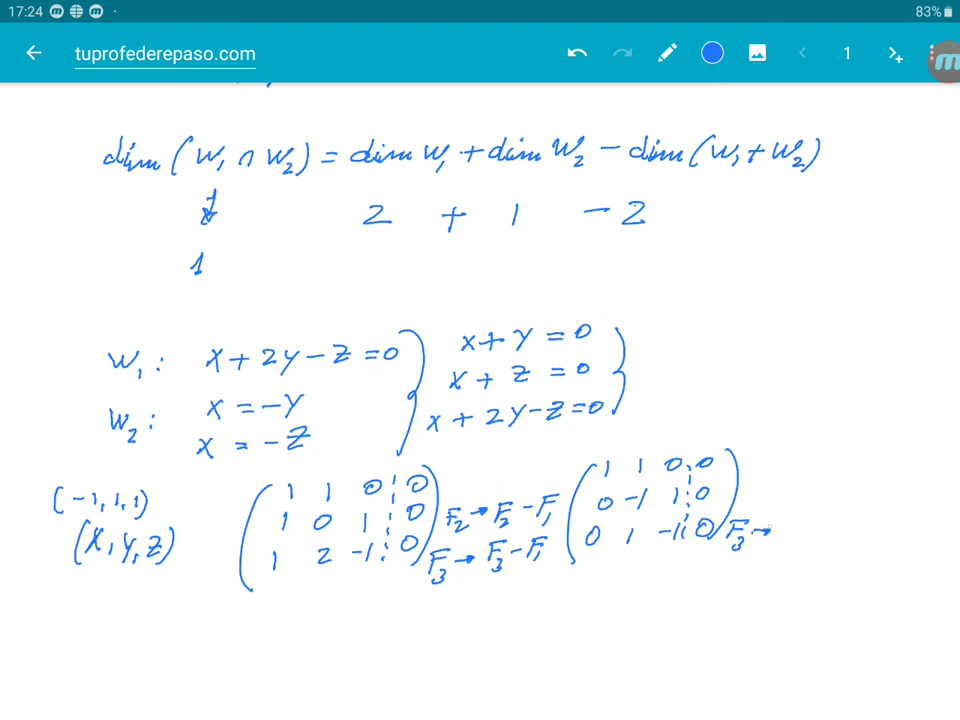 17:24 83%
tuprofederepaso.com 1
dim (W₁ ∩ W₂) = dim W₁ + dim W₂ − dim (W₁ + W₂)
2 + 1 − 2
1
W₁: x + 2y − z = 0 x + y = 0
W₂: x = −y x + z = 0
x = −z x + 2y − z = 0
(−1, 1, 1) (x, y, z)
1 1 0 ¦ 0 1 1 0 ¦ 0
1 0 1 ¦ 0 F₂ → F₂ − F₁ 0 −1 1 ¦ 0
1 2 −1 ¦ 0 F₃ → F₃ − F₁ 0 1 −1 ¦ 0 F₃ →